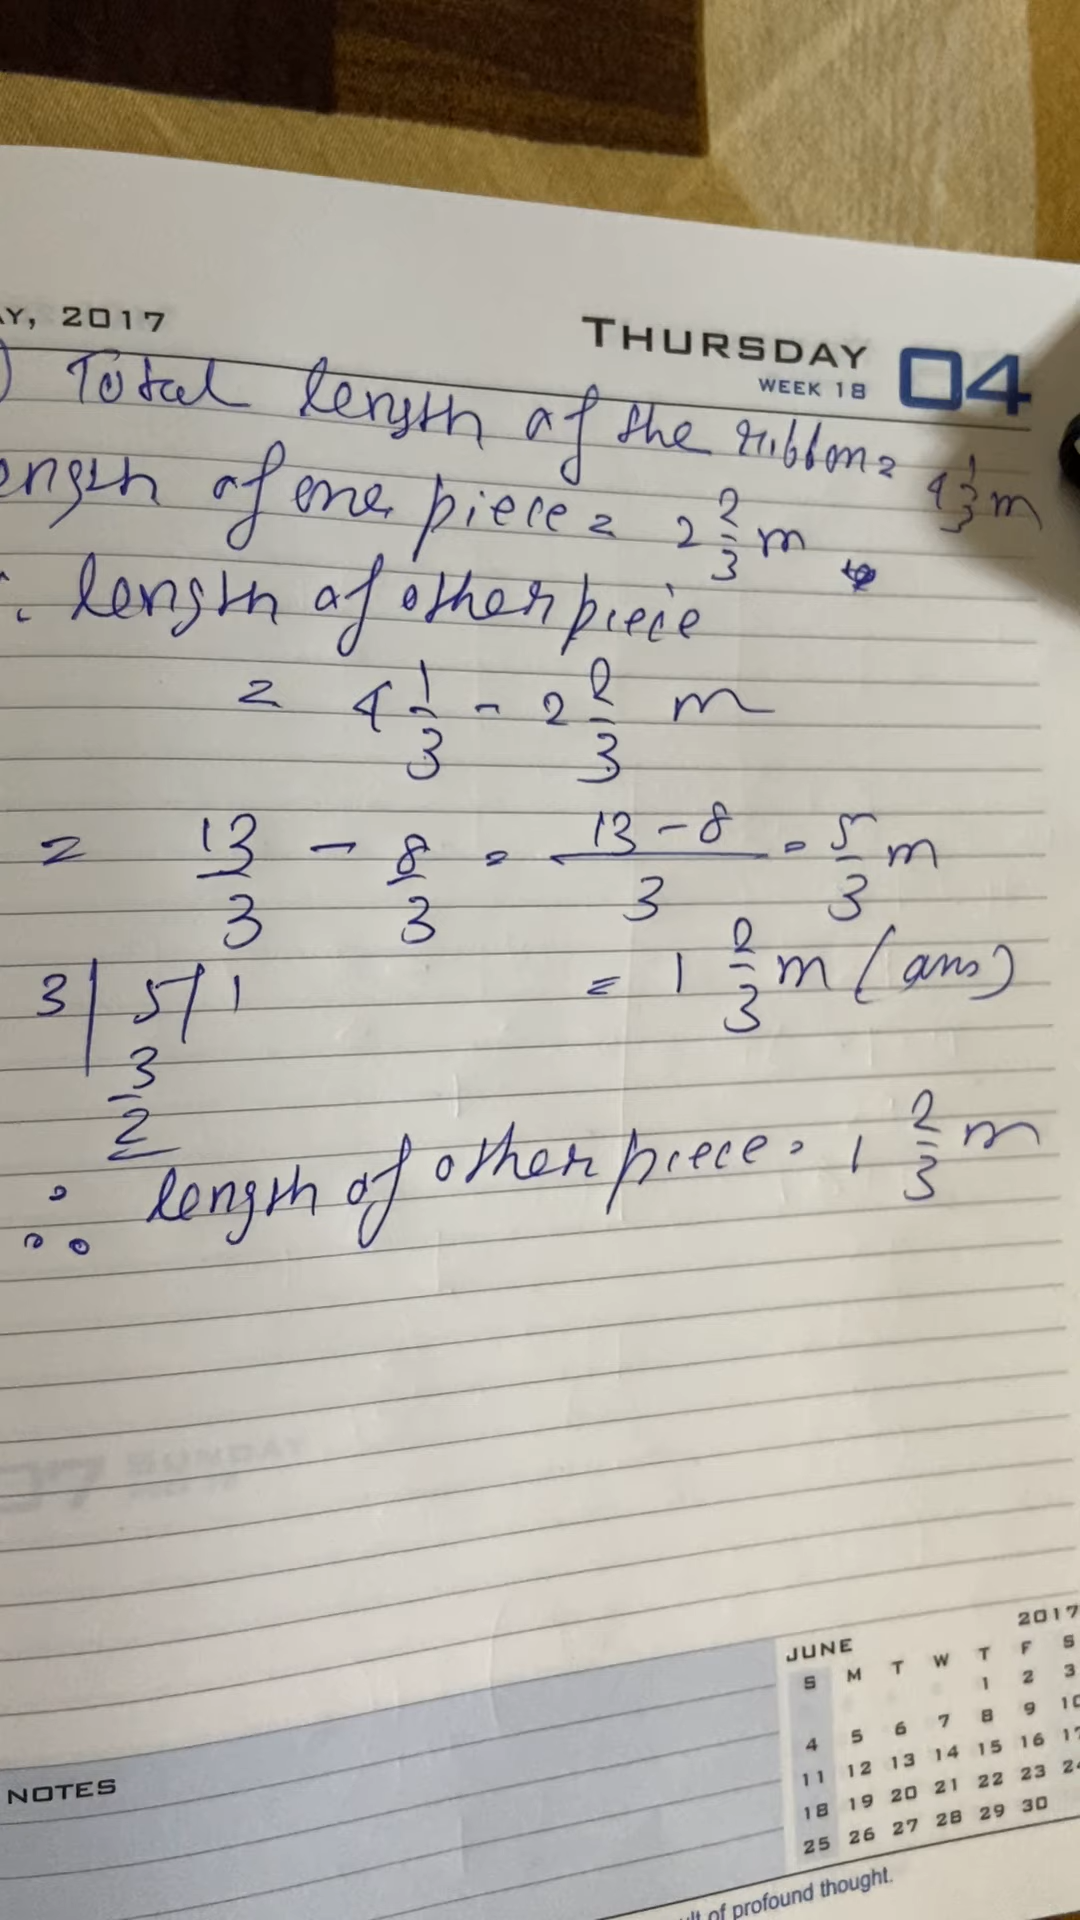 AY, 2017
THURSDAY 04
WEEK 18
) Total length of the ribbon = 4 1/3 m
ength of one piece = 2 2/3 m
∴ length of other piece
= 4 1/3 - 2 2/3 m
= 13/3 - 8/3 = 13 - 8/3 = 5/3 m
3 | 5 / 1 = 1 2/3 m (ans)
3
2
∴ length of other piece = 1 2/3 m
NOTES
2017
JUNE
S M T W T F S
1 2 3
4 5 6 7 8 9 10
11 12 13 14 15 16 17
18 19 20 21 22 23 24
25 26 27 28 29 30
of profound thought.